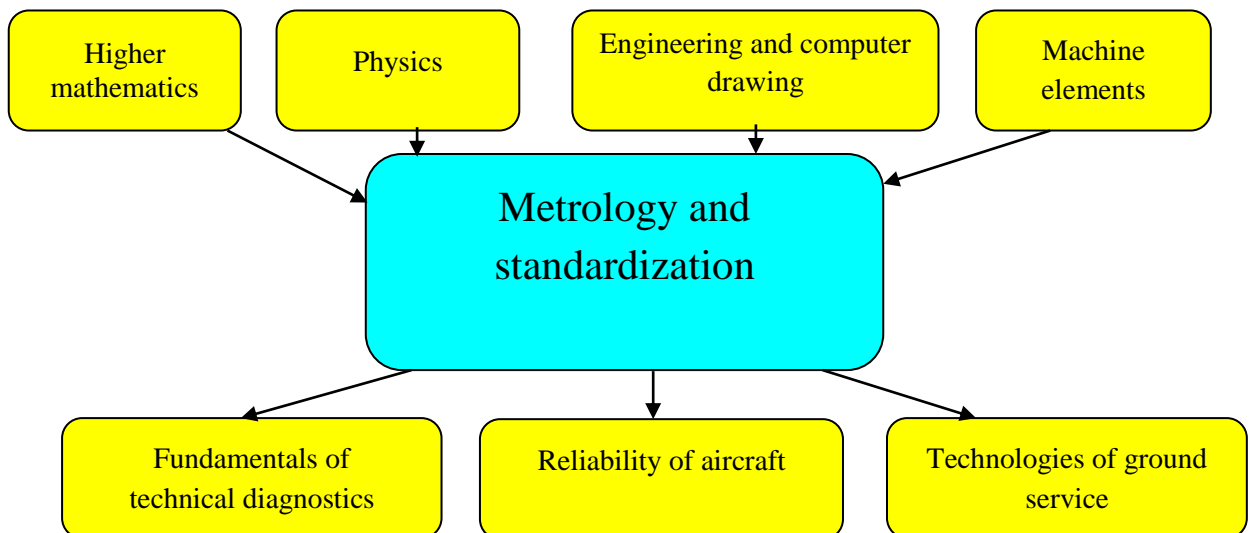 Higher
mathematics
Physics
Engineering and computer
drawing
Machine
elements
Metrology and
standardization
Fundamentals of
technical diagnostics
Reliability of aircraft
Technologies of ground
service